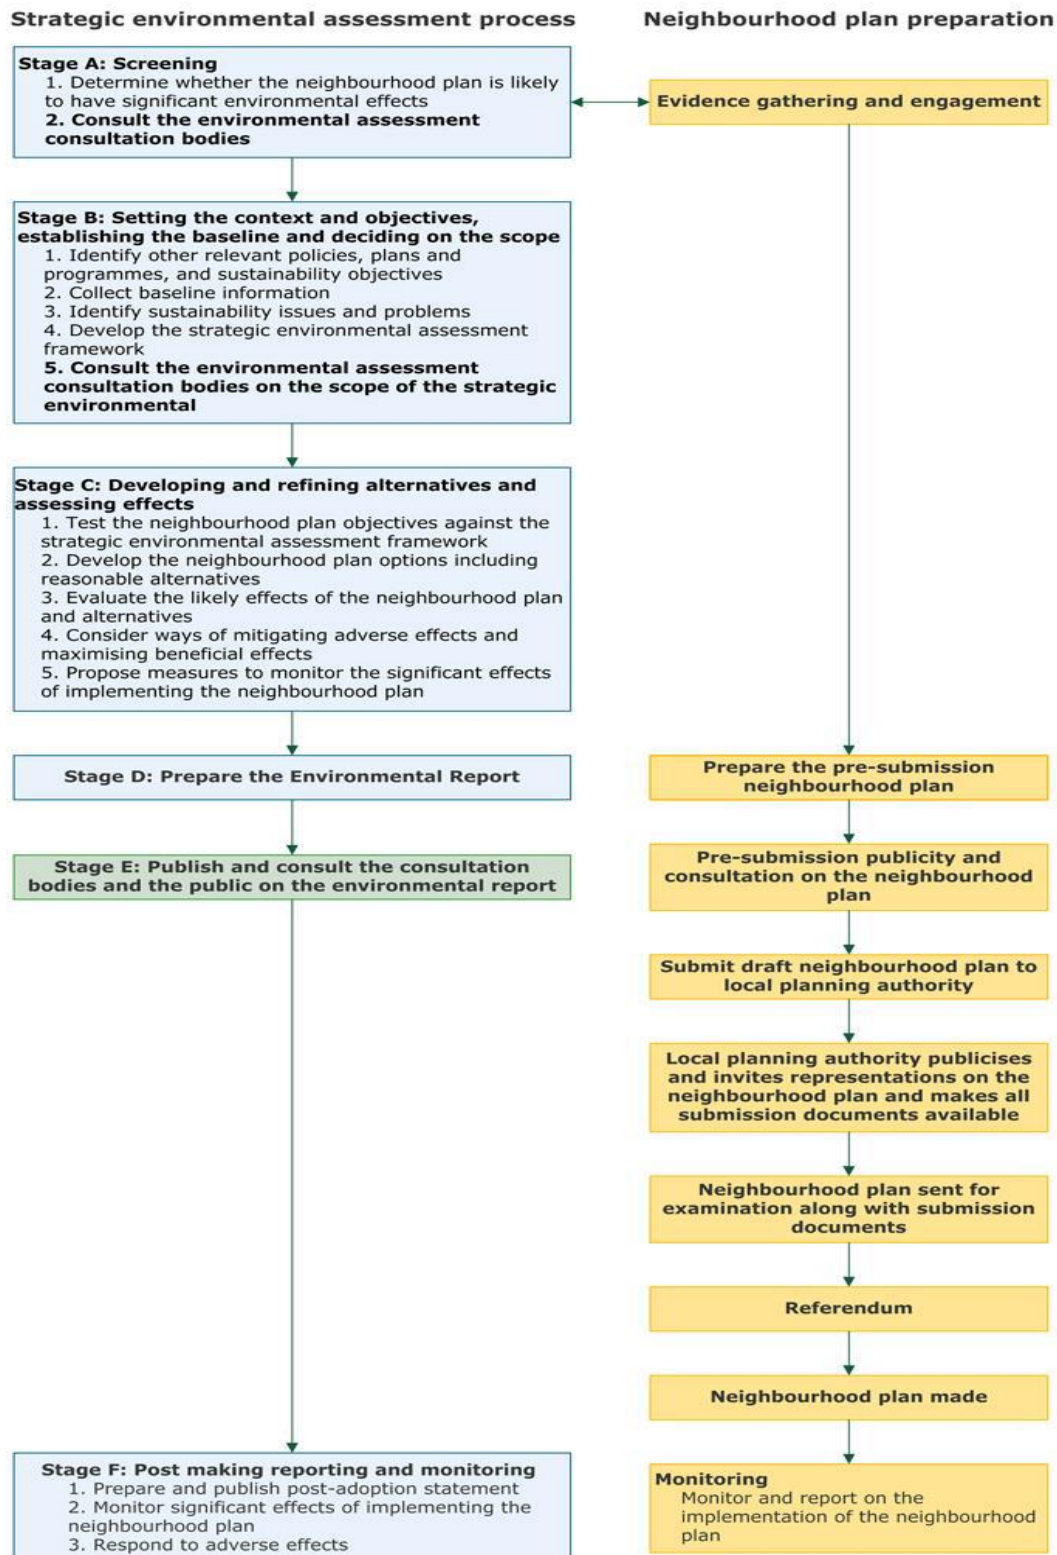 Strategic environmental assessment process
Neighbourhood plan preparation
Stage A: Screening
1. Determine whether the neighbourhood plan is likely
to have significant environmental effects
2. Consult the environmental assessment
consultation bodies
Evidence gathering and engagement
Stage B: Setting the context and objectives,
establishing the baseline and deciding on the scope
1. Identify other relevant policies, plans and
programmes, and sustainability objectives
2. Collect baseline information
3. Identify sustainability issues and problems
4. Develop the strategic environmental assessment
framework
5. Consult the environmental assessment
consultation bodies on the scope of the strategic
environmental
Stage C: Developing and refining alternatives and
assessing effects
1. Test the neighbourhood plan objectives against the
strategic environmental assessment framework
2. Develop the neighbourhood plan options including
reasonable alternatives
3. Evaluate the likely effects of the neighbourhood plan
and alternatives
4. Consider ways of mitigating adverse effects and
maximising beneficial effects
5. Propose measures to monitor the significant effects
of implementing the neighbourhood plan
Stage D: Prepare the Environmental Report
Prepare the pre-submission
neighbourhood plan
Stage E: Publish and consult the consultation
bodies and the public on the environmental report
Pre-submission publicity and
consultation on the neighbourhood
plan
Submit draft neighbourhood plan to
local planning authority
Local planning authority publicises
and invites representations on the
neighbourhood plan and makes all
submission documents available
Neighbourhood plan sent for
examination along with submission
documents
Referendum
Neighbourhood plan made
Stage F: Post making reporting and monitoring
1. Prepare and publish post-adoption statement
2. Monitor significant effects of implementing the
neighbourhood plan
3. Respond to adverse effects
Monitoring
Monitor and report on the
implementation of the neighbourhood
plan